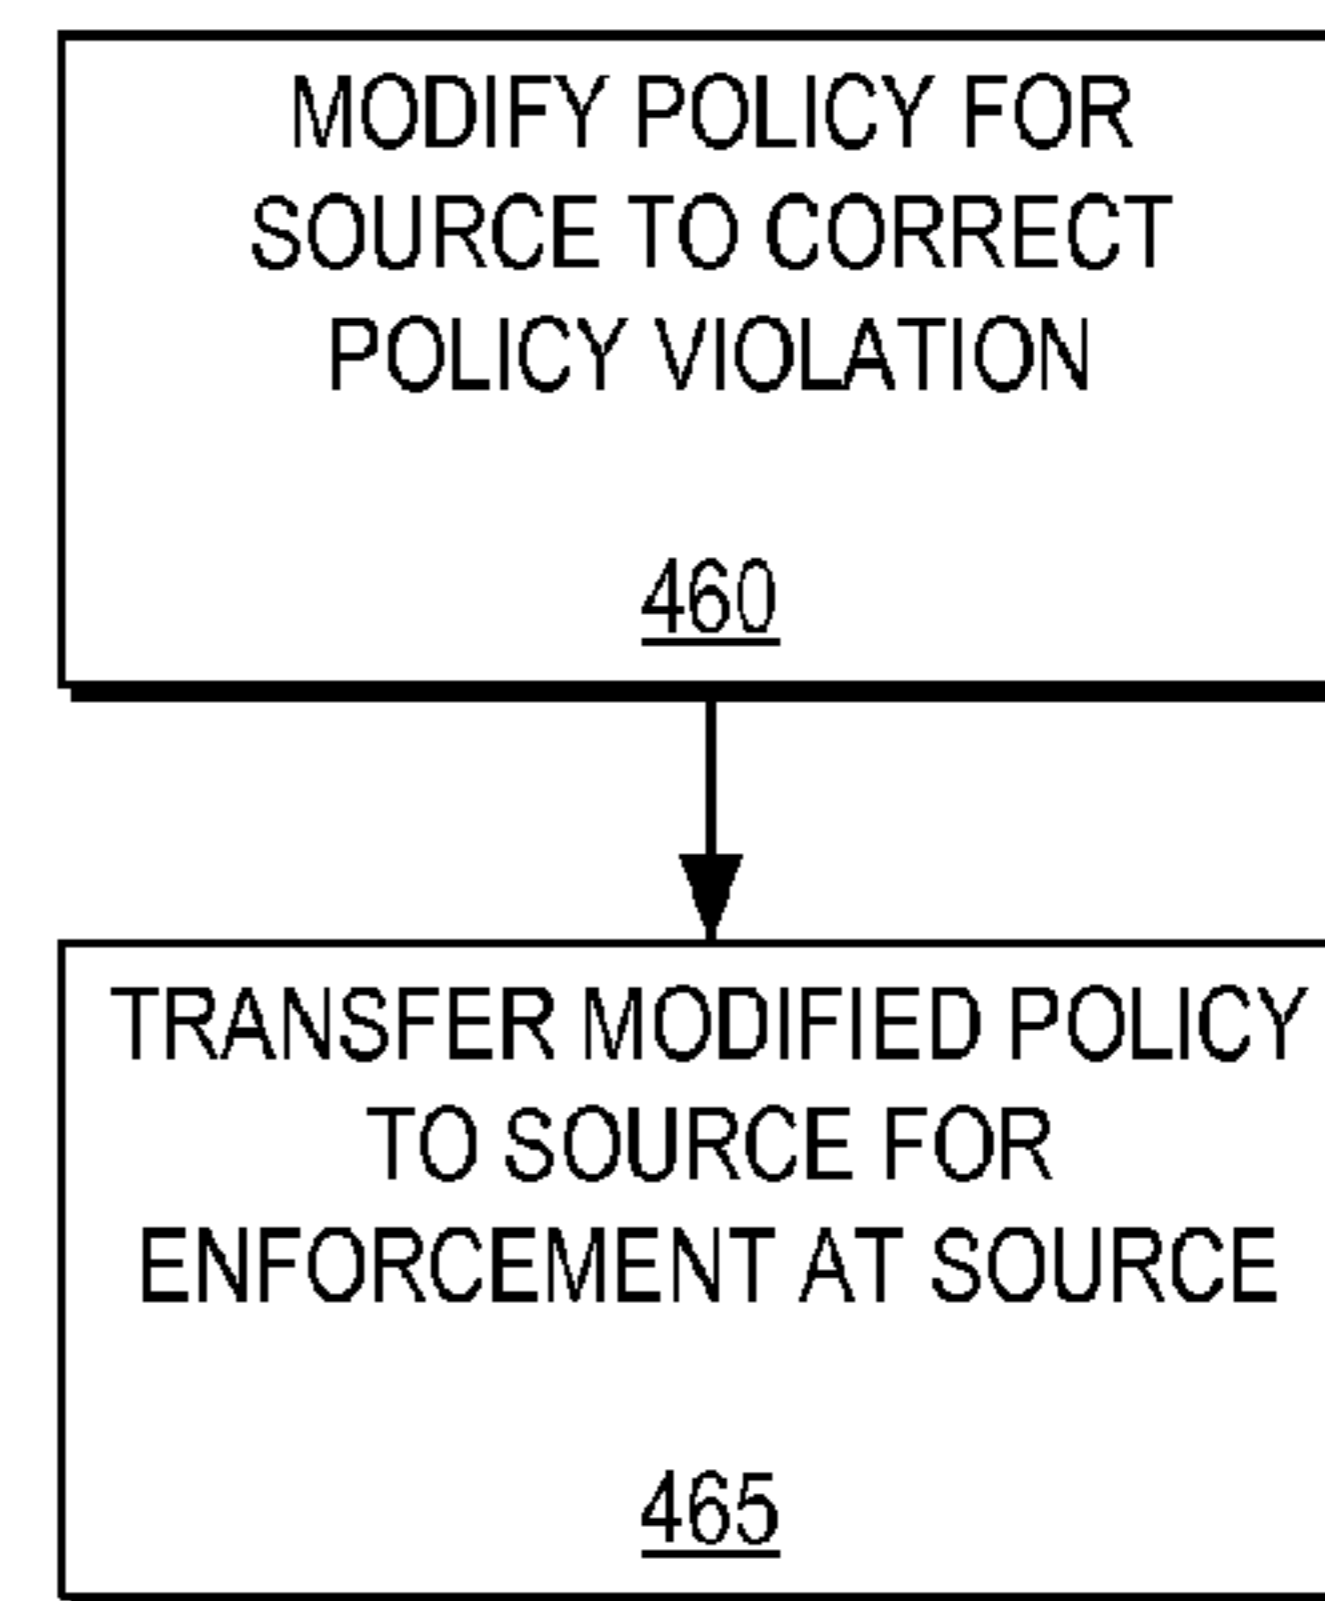 MODIFY POLICY FOR
SOURCE TO CORRECT
POLICY VIOLATION
460
TRANSFER MODIFIED POLICY
TO SOURCE FOR
ENFORCEMENT AT SOURCE
465